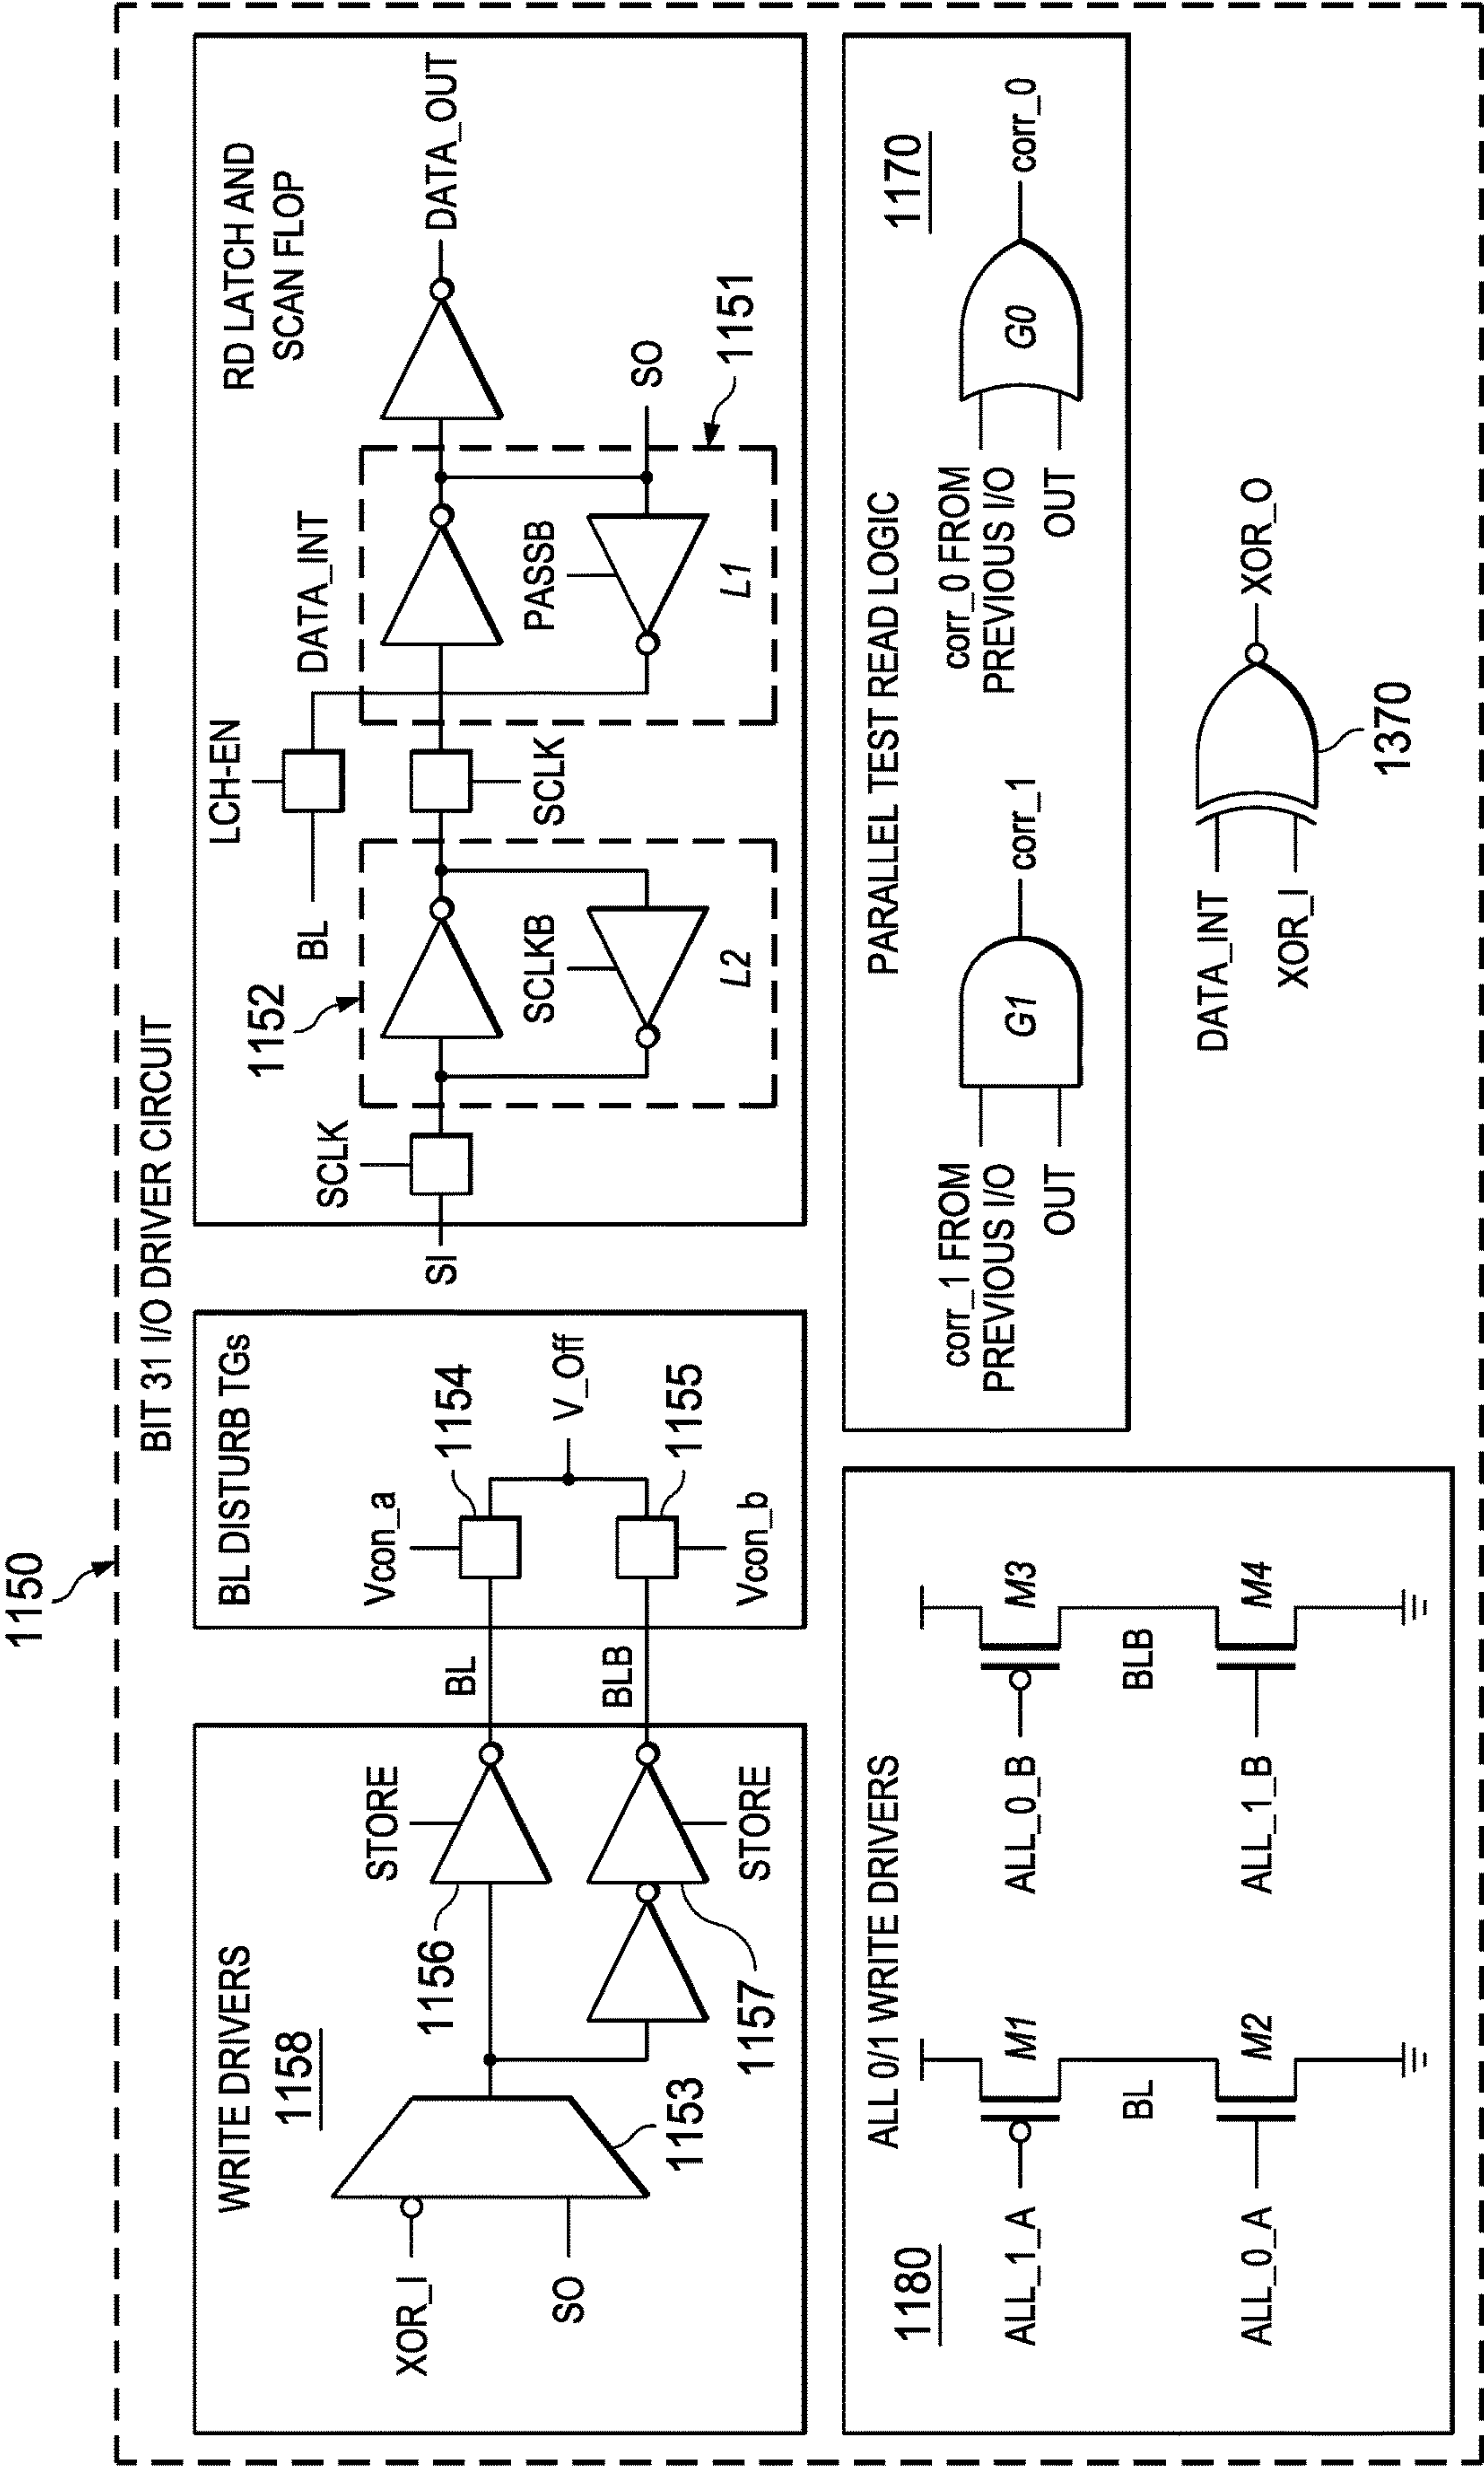 1150
BIT 31 I/O DRIVER CIRCUIT
WRITE DRIVERS
1158
XOR_I
SO
1153
1156
1157
STORE
STORE
BL
BLB
BL DISTURB TGs
Vcon_a
1154
V_Off
1155
Vcon_b
RD LATCH AND
SCAN FLOP
SI
SCLK
1152
SCLKB
L2
BL
LCH-EN
SCLK
DATA_INT
PASSB
L1
SO
1151
DATA_OUT
ALL 0/1 WRITE DRIVERS
1180
ALL_1_A
M1
BL
ALL_0_A
M2
ALL_0_B
M3
BLB
ALL_1_B
M4
PARALLEL TEST READ LOGIC
1170
corr_1 FROM
PREVIOUS I/O
OUT
G1
corr_1
corr_0 FROM
PREVIOUS I/O
OUT
G0
corr_0
DATA_INT
XOR_I
XOR_O
1370